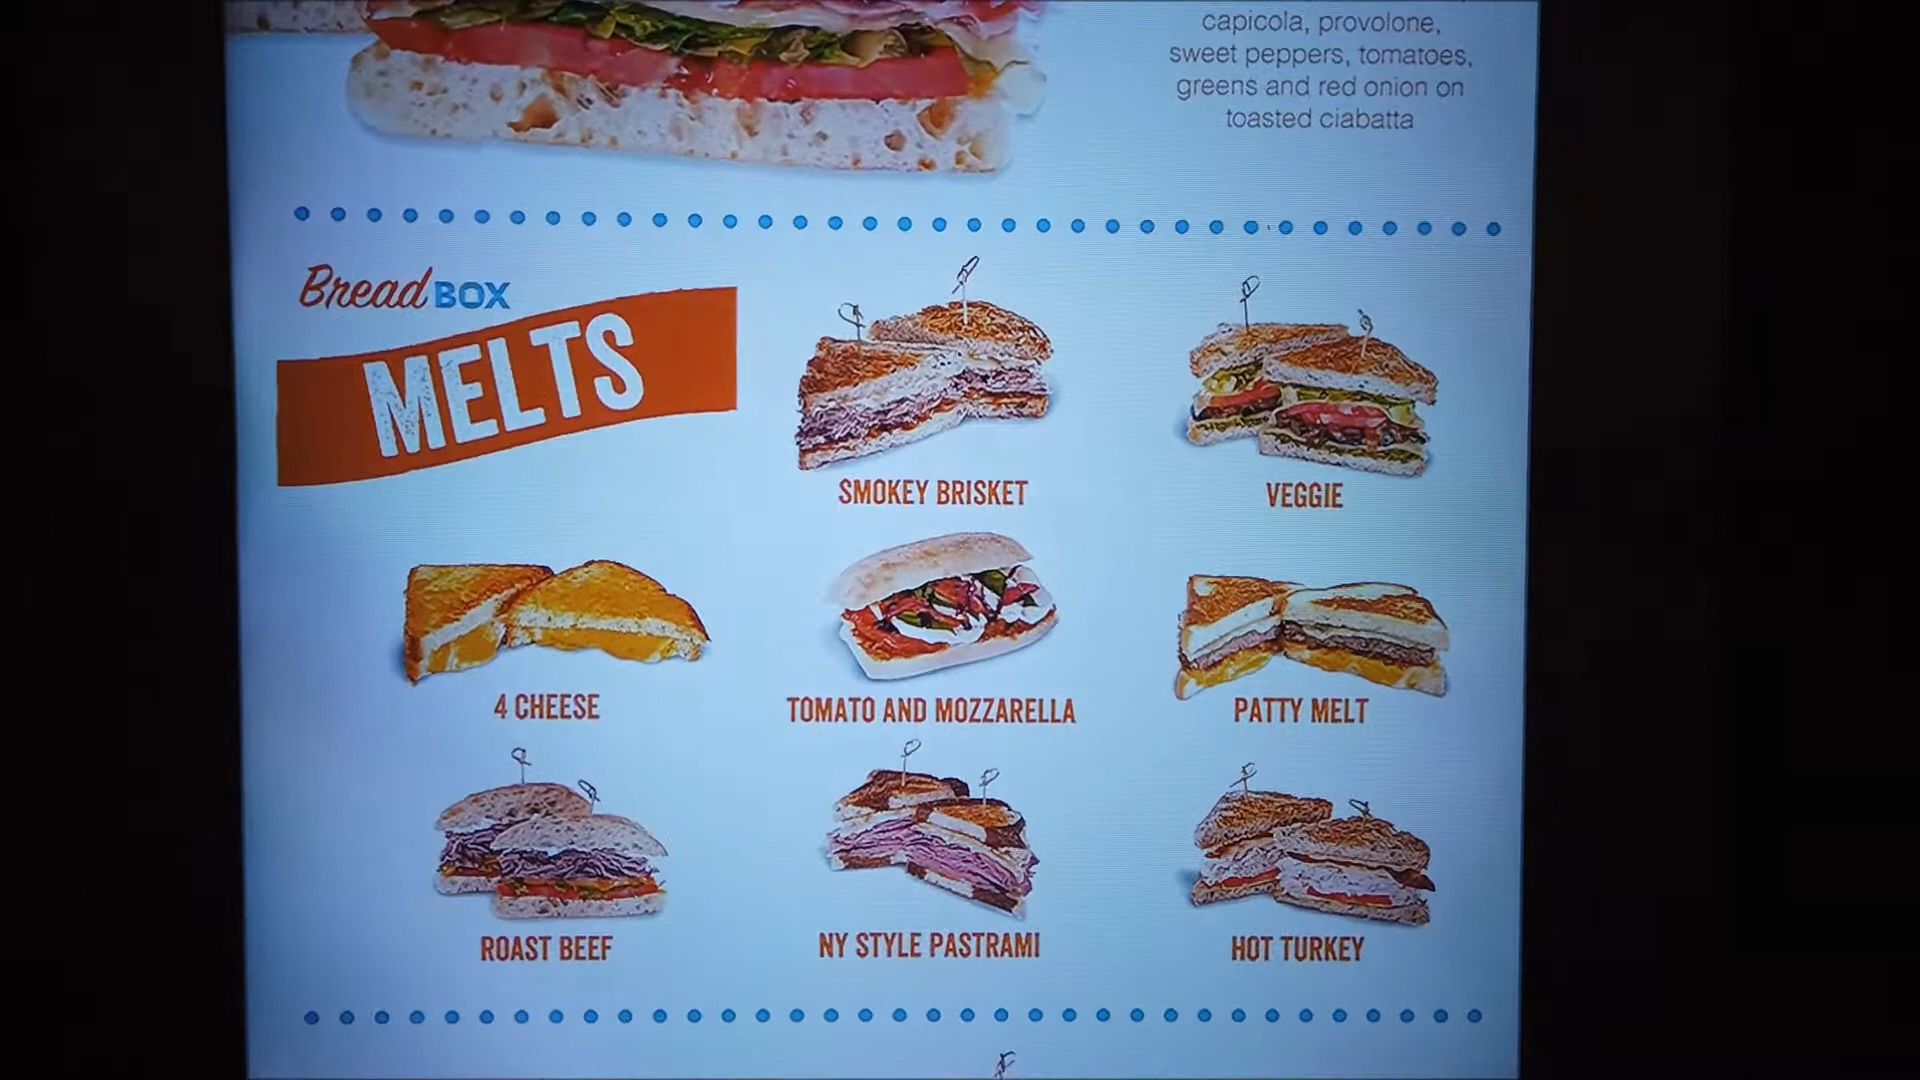 capicola, provolone,
sweet peppers, tomatoes,
greens and red onion on
toasted ciabatta
Bread BOX
MELTS
SMOKEY BRISKET
VEGGIE
4 CHEESE
TOMATO AND MOZZARELLA
PATTY MELT
ROAST BEEF
NY STYLE PASTRAMI
HOT TURKEY